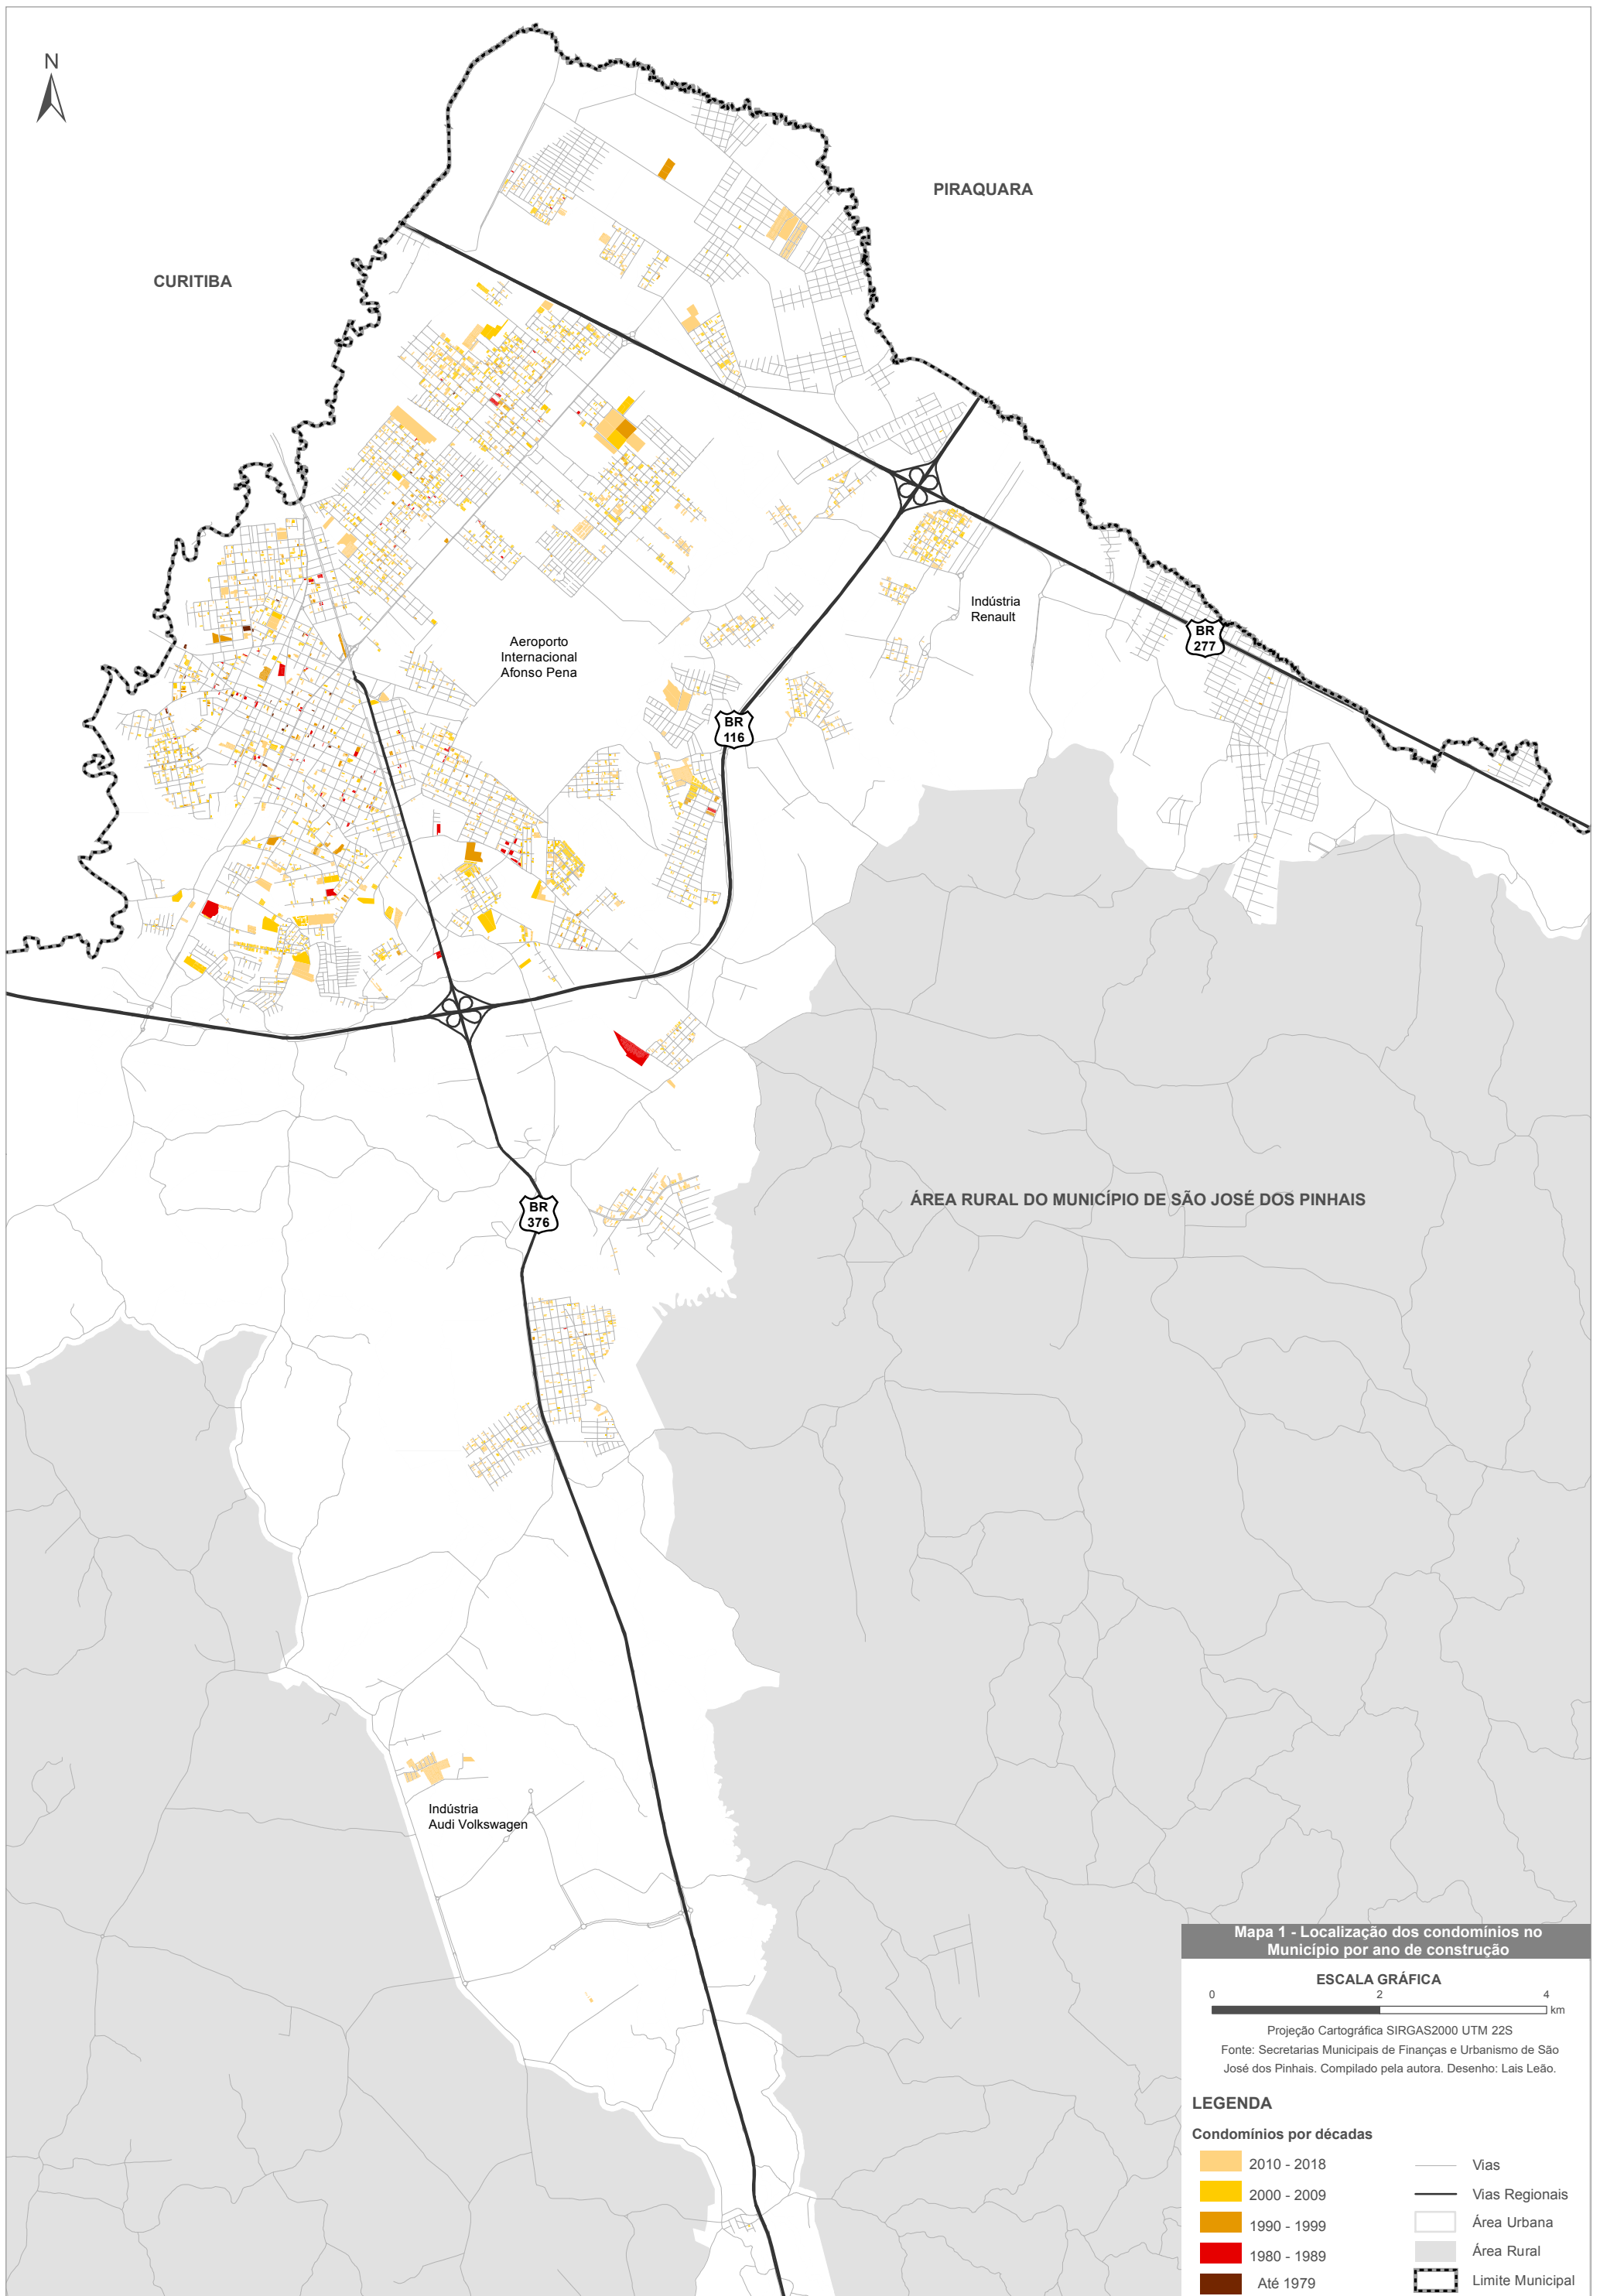 N
PIRAQUARA
CURITIBA
Indústria
Renault
BR
277
Aeroporto
Internacional
Afonso Pena
BR
116
ÁREA RURAL DO MUNICÍPIO DE SÃO JOSÉ DOS PINHAIS
BR
376
Indústria
Audi Volkswagen
Mapa 1 - Localização dos condomínios no
Município por ano de construção
ESCALA GRÁFICA
0 2 4
km
Projeção Cartográfica SIRGAS2000 UTM 22S
Fonte: Secretarias Municipais de Finanças e Urbanismo de São
José dos Pinhais. Compilado pela autora. Desenho: Lais Leão.
LEGENDA
Condomínios por décadas
2010 - 2018
2000 - 2009
1990 - 1999
1980 - 1989
Até 1979
Vias
Vias Regionais
Área Urbana
Área Rural
Limite Municipal